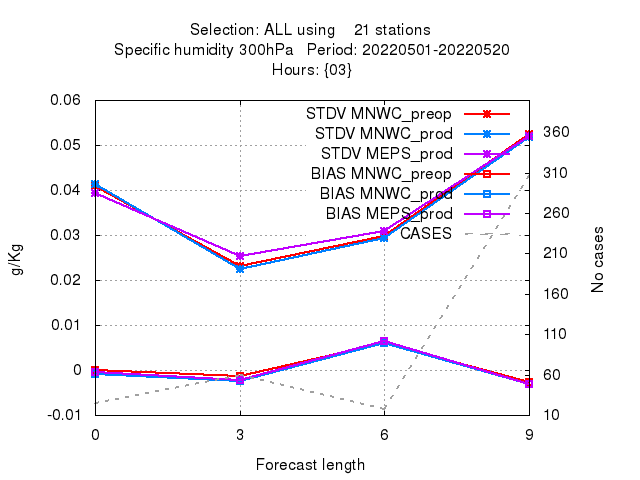 Selection: ALL using    21 stations
Specific humidity 300hPa   Period: 20220501-20220520
Hours: {03}
STDV MNWC_preop
STDV MNWC_prod
STDV MEPS_prod
BIAS MNWC_preop
BIAS MNWC_prod
BIAS MEPS_prod
CASES
0.06
0.05
0.04
0.03
0.02
0.01
0
-0.01
g/Kg
360
310
260
210
160
110
60
10
No cases
0 3 6 9
Forecast length